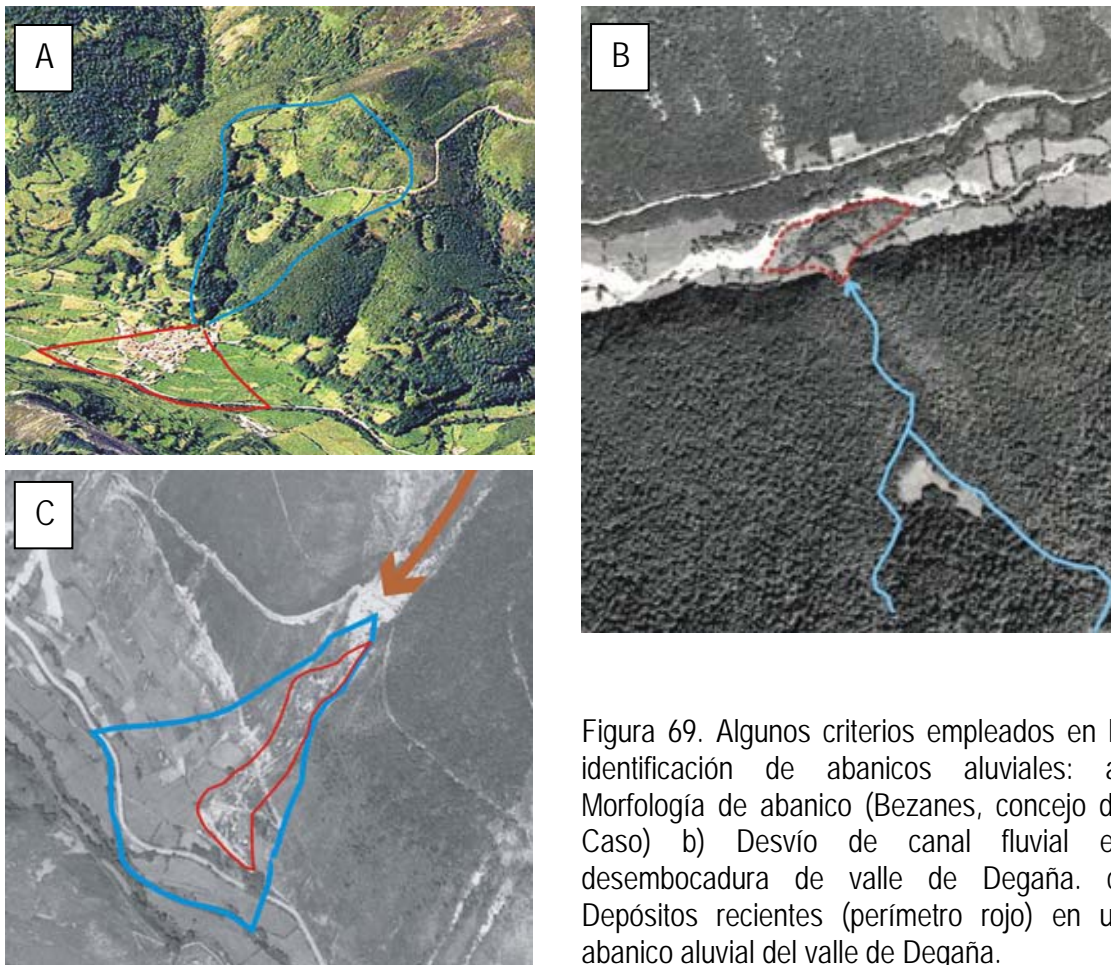 A
B
C
Figura 69. Algunos criterios empleados en
identificación de abanicos aluviales:
Morfología de abanico (Bezanes, concejo
Caso) b) Desvío de canal fluvial
desembocadura de valle de Degaña.
Depósitos recientes (perímetro rojo) en
abanico aluvial del valle de Degaña.